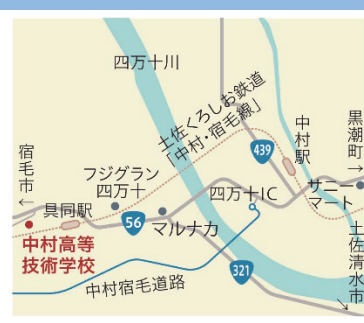 四万十川
土佐くろしお鉄道
「中村・宿毛線」
黒潮町→
中村駅
439
宿毛市←
フジグラン
四万十
四万十IC
サニー
マート
具同駅
56
マルナカ
中村高等
技術学校
土佐清水市→
321
中村宿毛道路